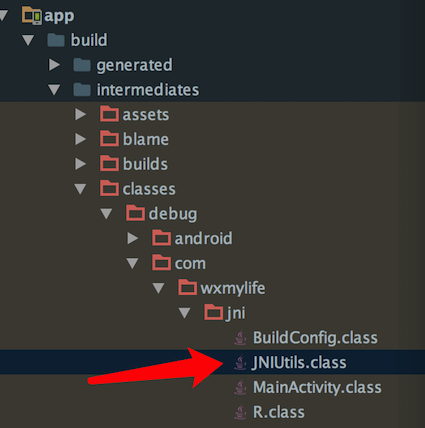 app
build
generated
intermediates
assets
blame
builds
classes
debug
android
com
wxmylife
jni
BuildConfig.class
JNIUtils.class
MainActivity.class
R.class